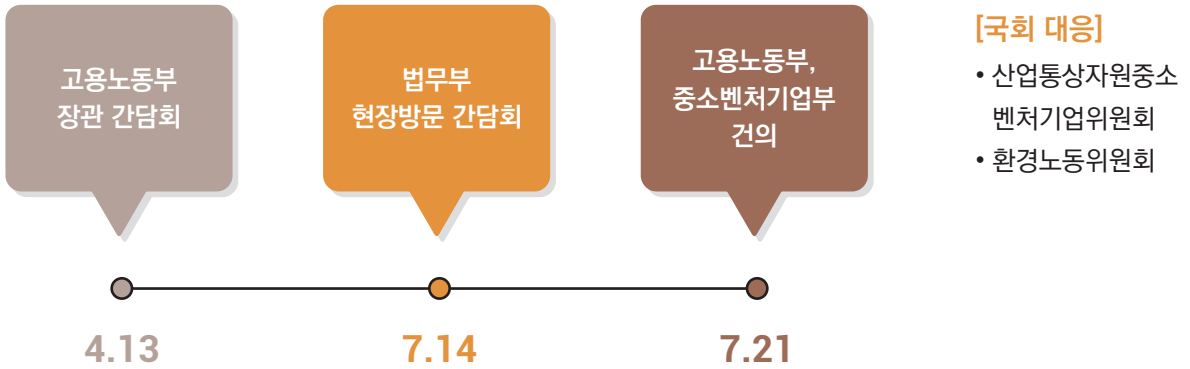 고용노동부
장관 간담회
법무부
현장방문 간담회
고용노동부,
중소벤처기업부
건의
[국회 대응]
• 산업통상자원중소
벤처기업위원회
• 환경노동위원회
4.13
7.14
7.21